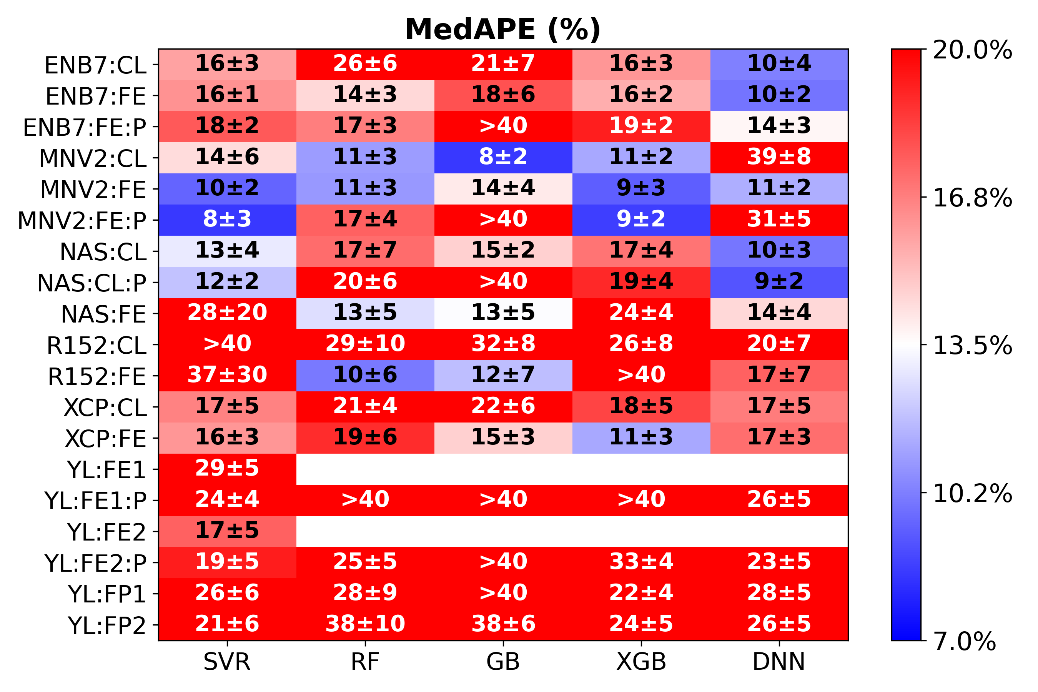 MedAPE (%)
ENB7:CL 16±3 26±6 21±7 16±3 10±4
ENB7:FE 16±1 14±3 18±6 16±2 10±2
ENB7:FE:P 18±2 17±3 >40 19±2 14±3
MNV2:CL 14±6 11±3 8±2 11±2 39±8
MNV2:FE 10±2 11±3 14±4 9±3 11±2
MNV2:FE:P 8±3 17±4 >40 9±2 31±5
NAS:CL 13±4 17±7 15±2 17±4 10±3
NAS:CL:P 12±2 20±6 >40 19±4 9±2
NAS:FE 28±20 13±5 13±5 24±4 14±4
R152:CL >40 29±10 32±8 26±8 20±7
R152:FE 37±30 10±6 12±7 >40 17±7
XCP:CL 17±5 21±4 22±6 18±5 17±5
XCP:FE 16±3 19±6 15±3 11±3 17±3
YL:FE1 29±5
YL:FE1:P 24±4 >40 >40 >40 26±5
YL:FE2 17±5
YL:FE2:P 19±5 25±5 >40 33±4 23±5
YL:FP1 26±6 28±9 >40 22±4 28±5
YL:FP2 21±6 38±10 38±6 24±5 26±5
SVR RF GB XGB DNN
20.0%
16.8%
13.5%
10.2%
7.0%